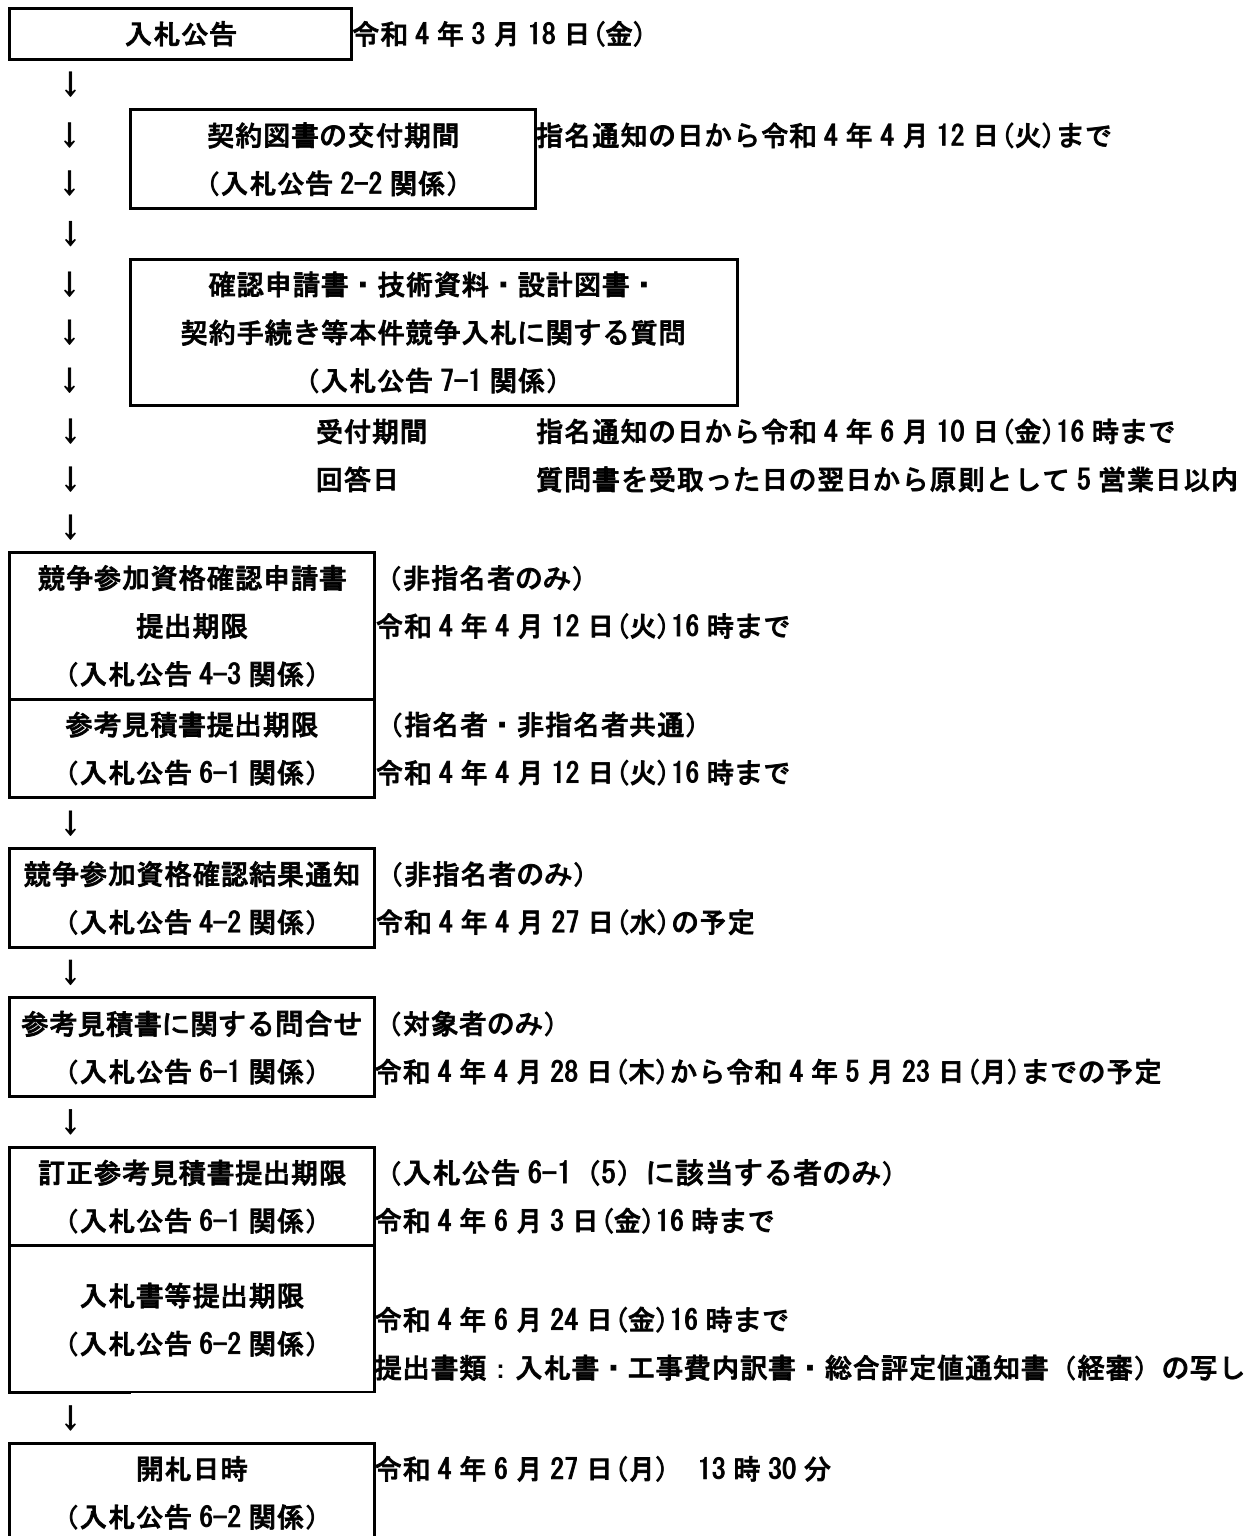 入札公告 令和4年3月18日(金)
↓
↓ 契約図書の交付期間 指名通知の日から令和4年4月12日(火)まで
↓ （入札公告2-2関係）
↓
↓ 確認申請書・技術資料・設計図書・
↓ 契約手続き等本件競争入札に関する質問
↓ （入札公告7-1関係）
↓ 受付期間 指名通知の日から令和4年6月10日(金)16時まで
↓ 回答日 質問書を受取った日の翌日から原則として5営業日以内
↓
競争参加資格確認申請書 （非指名者のみ）
提出期限 令和4年4月12日(火)16時まで
（入札公告4-3関係）
参考見積書提出期限 （指名者・非指名者共通）
（入札公告6-1関係） 令和4年4月12日(火)16時まで
↓
競争参加資格確認結果通知 （非指名者のみ）
（入札公告4-2関係） 令和4年4月27日(水)の予定
↓
参考見積書に関する問合せ （対象者のみ）
（入札公告6-1関係） 令和4年4月28日(木)から令和4年5月23日(月)までの予定
↓
訂正参考見積書提出期限 （入札公告6-1（5）に該当する者のみ）
（入札公告6-1関係） 令和4年6月3日(金)16時まで
入札書等提出期限
令和4年6月24日(金)16時まで
（入札公告6-2関係）
提出書類：入札書・工事費内訳書・総合評定値通知書（経審）の写し
↓
開札日時 令和4年6月27日(月) 13時30分
（入札公告6-2関係）